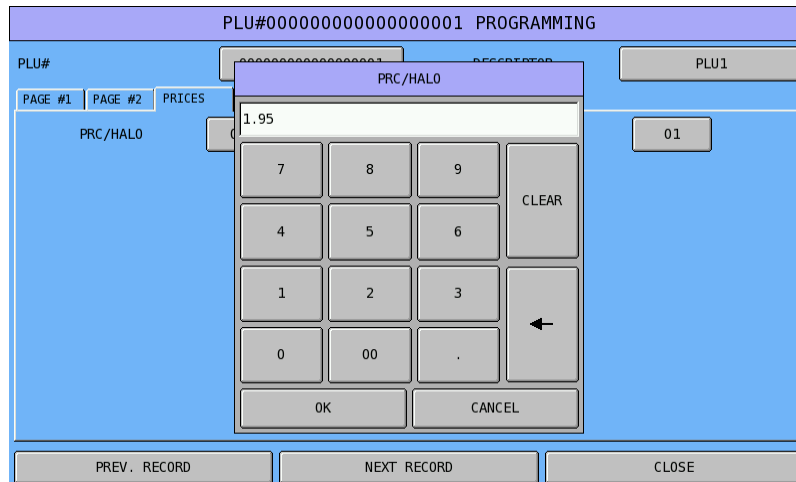 PLU#000000000000000001 PROGRAMMING
PLU#
PLU1
PRC/HALO
PAGE #1 PAGE #2 PRICES
1.95
PRC/HALO
01
7 8 9
CLEAR
4 5 6
1 2 3
0 00 .
OK CANCEL
PREV. RECORD NEXT RECORD CLOSE